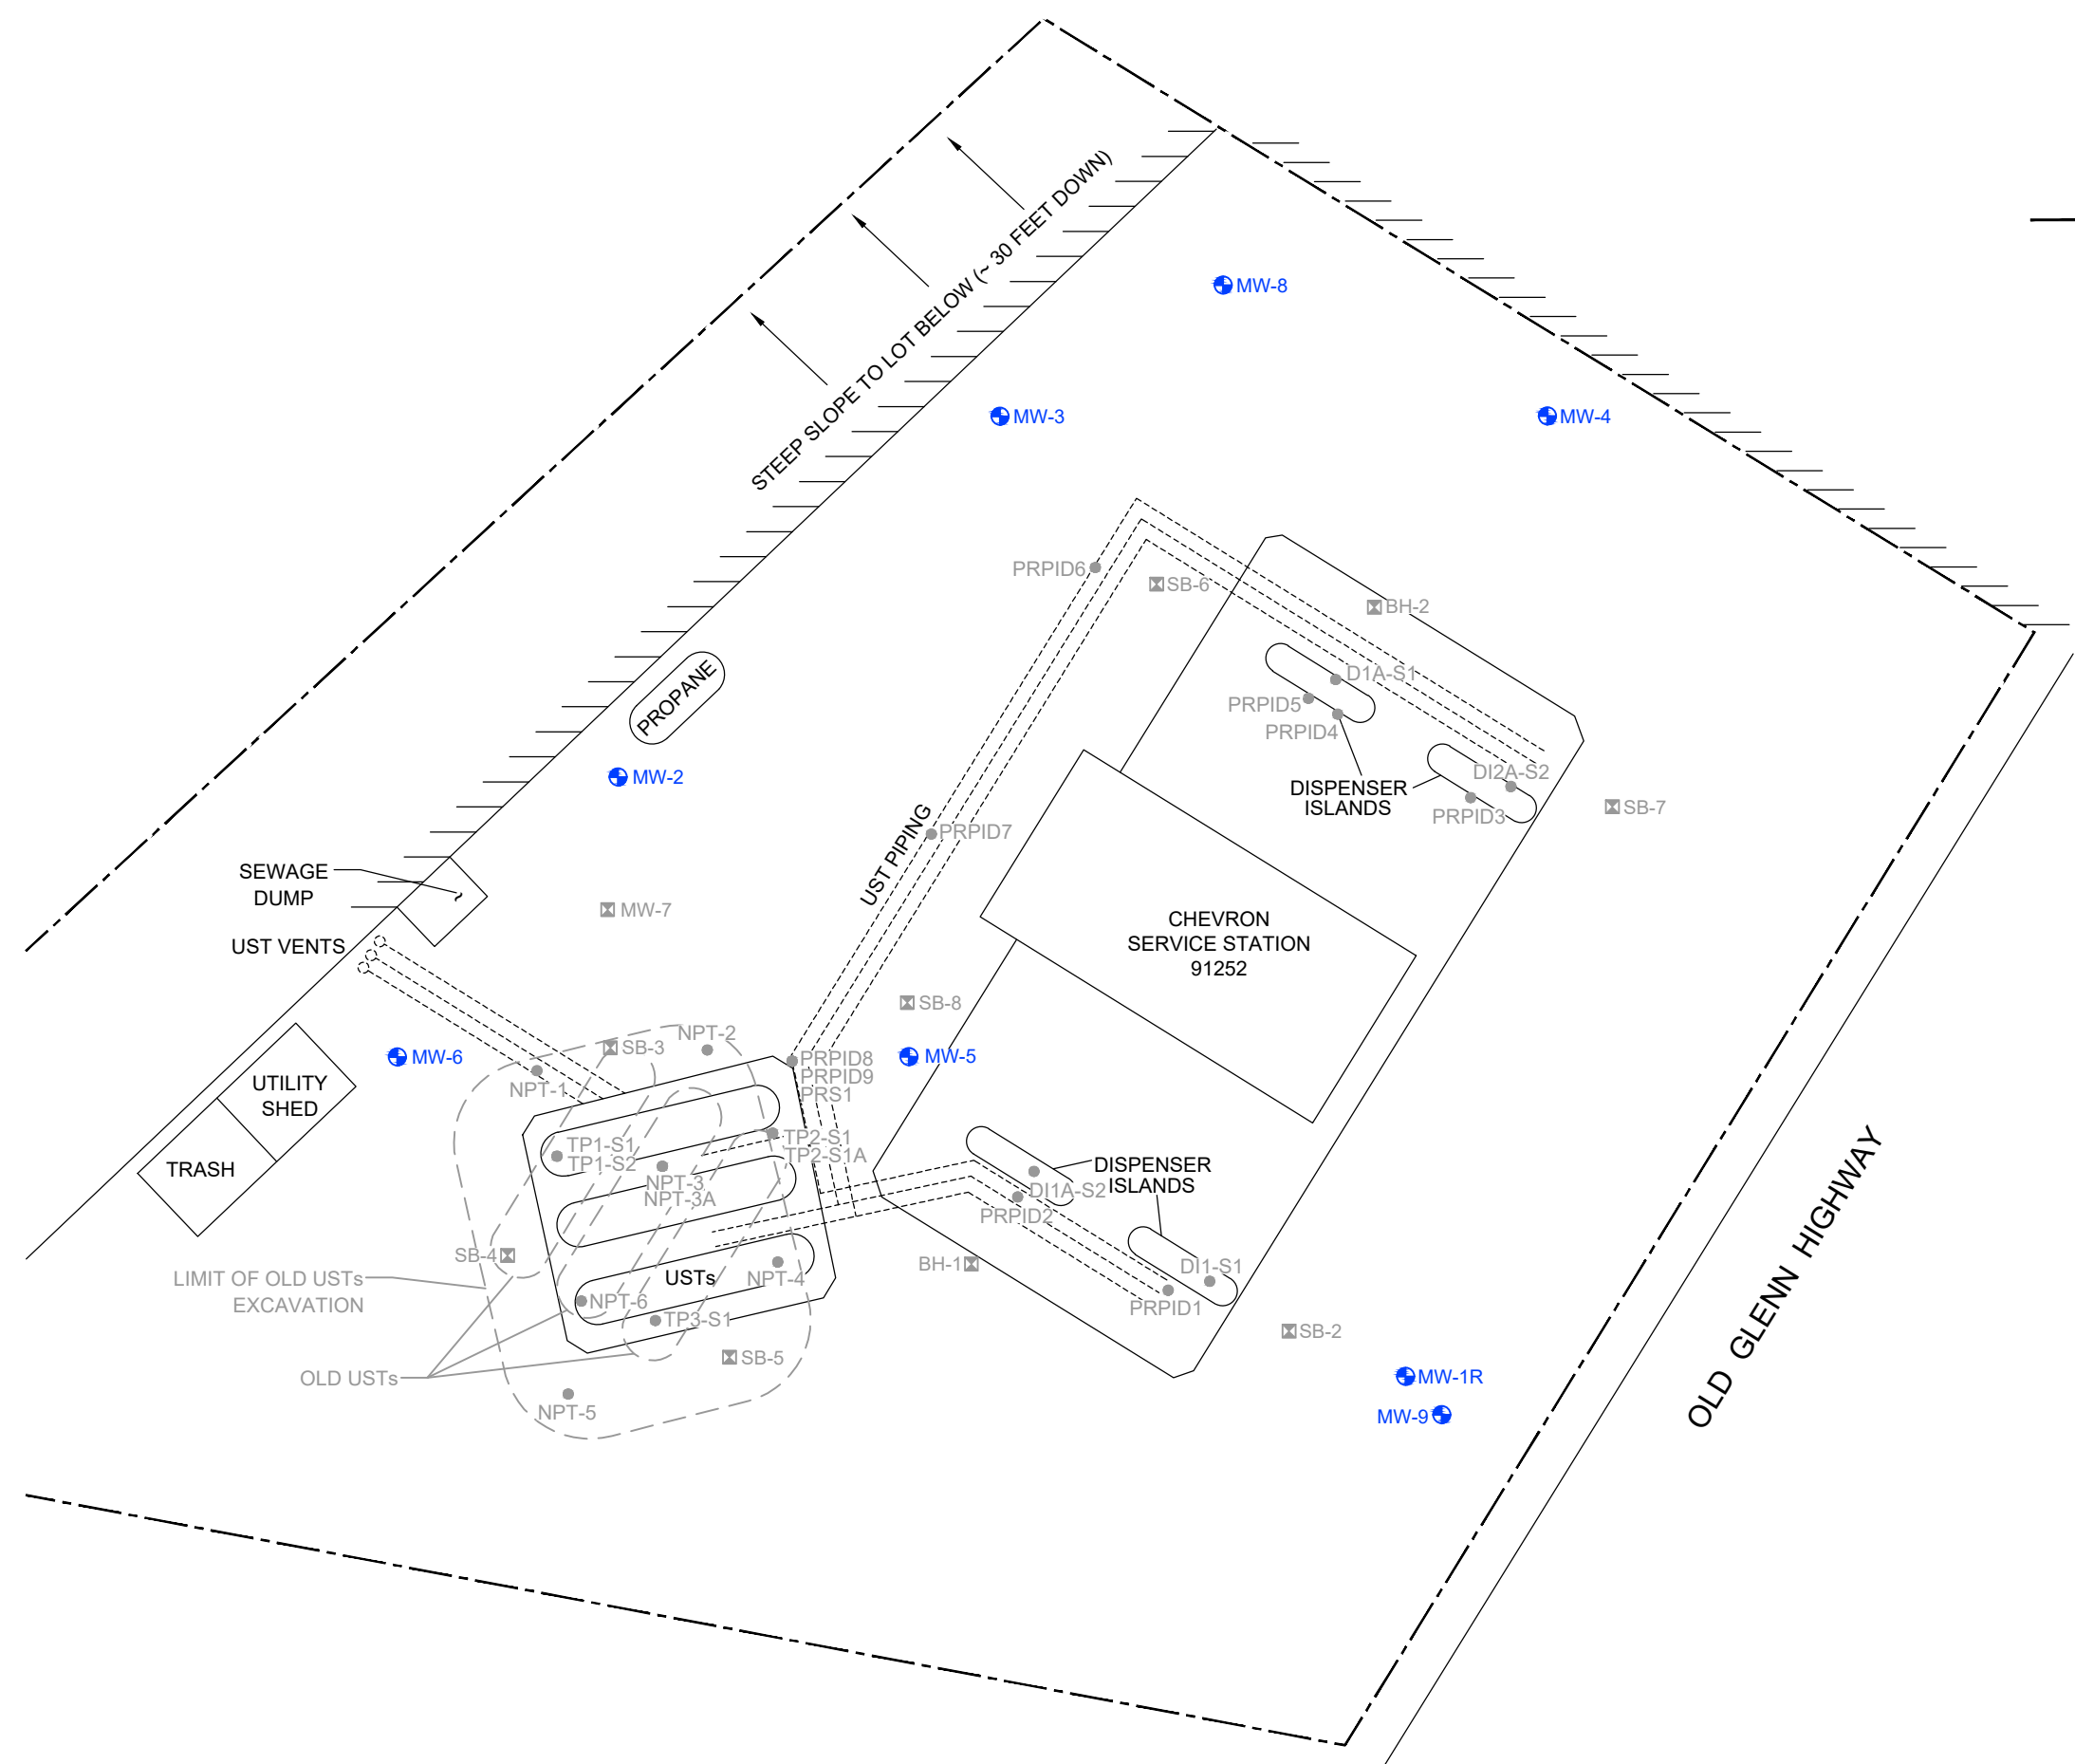 STEEP SLOPE TO LOT BELOW (~ 30 FEET DOWN)
MW-8
MW-3
MW-4
PRPID6
SB-6
BH-2
D1A-S1
PRPID5
PRPID4
PROPANE
MW-2
DISPENSER
ISLANDS
DI2A-S2
PRPID3
SB-7
UST PIPING
PRPID7
SEWAGE
DUMP
MW-7
UST VENTS
CHEVRON
SERVICE STATION
91252
SB-8
MW-6
SB-3
NPT-2
MW-5
PRPID8
PRPID9
PRS1
NPT-1
UTILITY
SHED
TRASH
TP1-S1
TP1-S2
NPT-3
NPT-3A
TP2-S1
TP2-S1A
DISPENSER
ISLANDS
DI1A-S2
PRPID2
SB-4
BH-1
LIMIT OF OLD USTs
EXCAVATION
USTs
NPT-4
DI1-S1
PRPID1
NPT-6
TP3-S1
SB-5
SB-2
OLD USTs
NPT-5
MW-1R
MW-9
OLD GLENN HIGHWAY